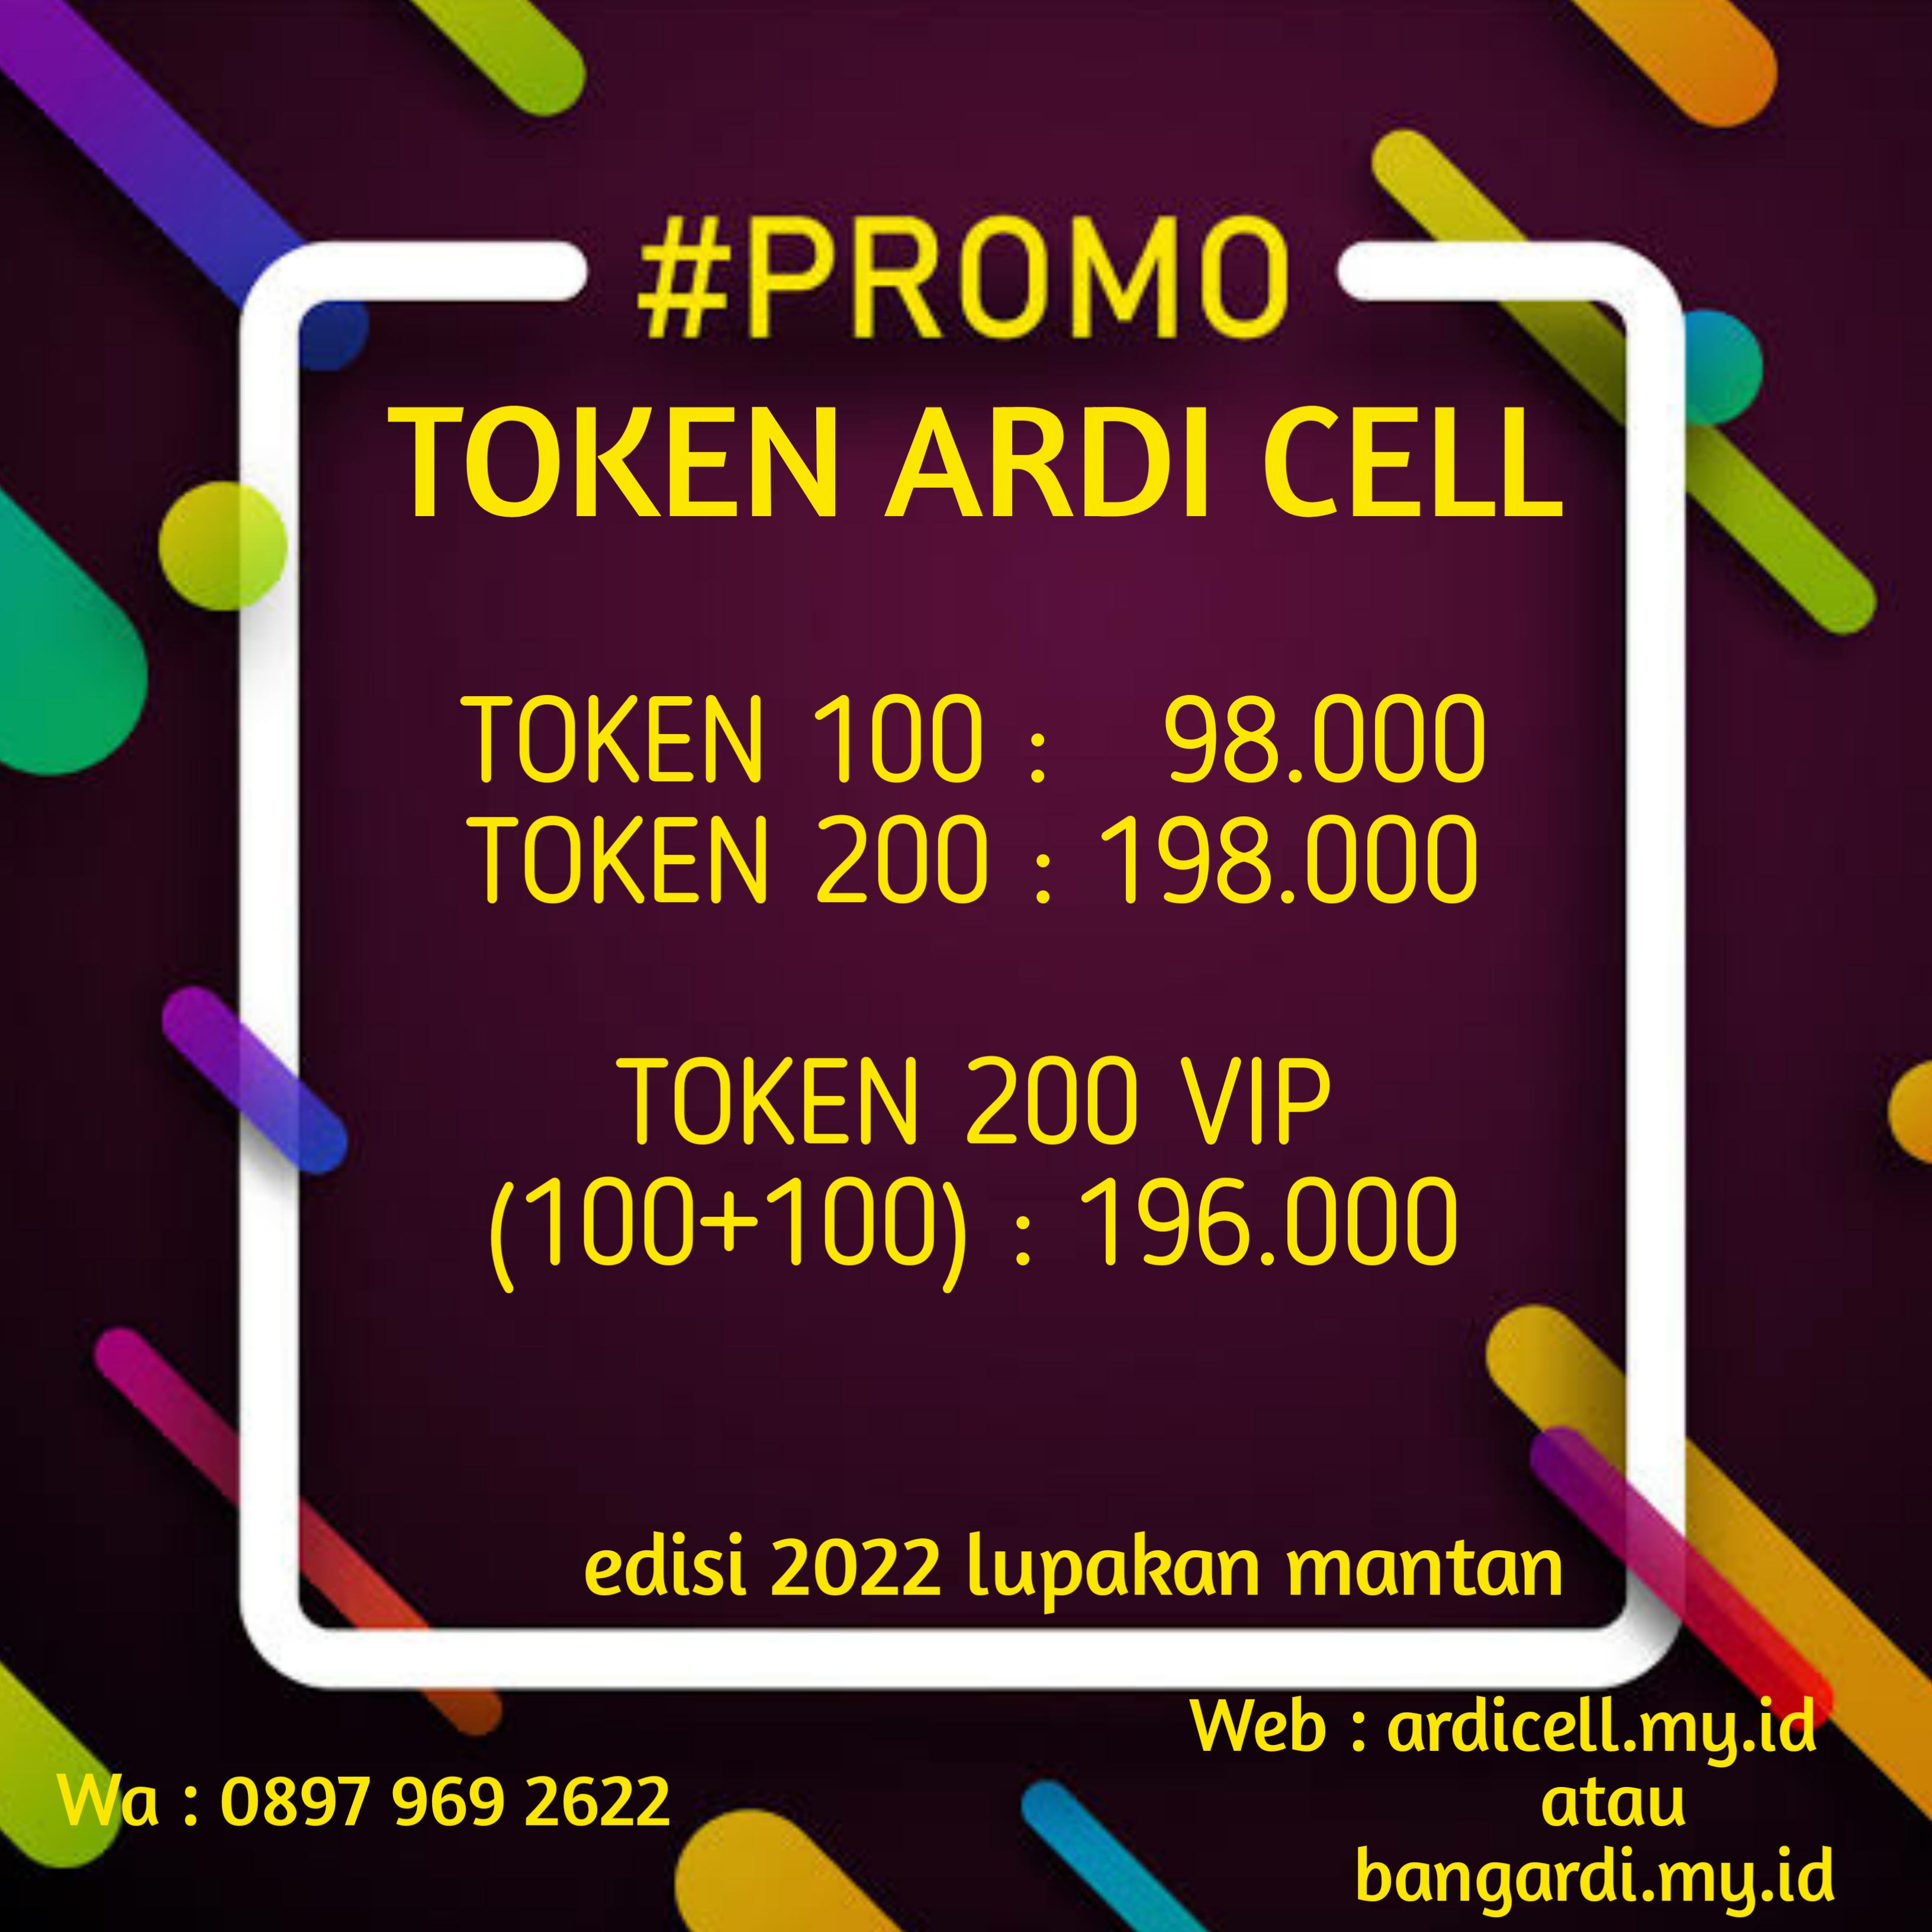 #PROMO
TOKEN ARDI CELL
TOKEN 100 : 98.000
TOKEN 200 : 198.000
TOKEN 200 VIP
(100+100) : 196.000
edisi 2022 lupakan mantan
Wa : 0897 969 2622
Web : ardicell.my.id
atau
bangardi.my.id